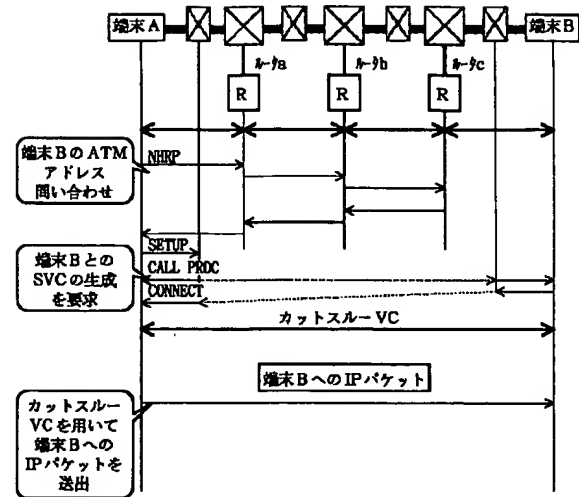 端末A
端末B
ルータa
ルータb
ルータc
R
R
R
端末BのATM
アドレス
問い合わせ
NHRP
SETUP
端末Bとの
SVCの生成
を要求
CALL PROC
CONNECT
カットスルーVC
端末BへのIPパケット
カットスルー
VCを用いて
端末Bへの
IPパケットを
送出